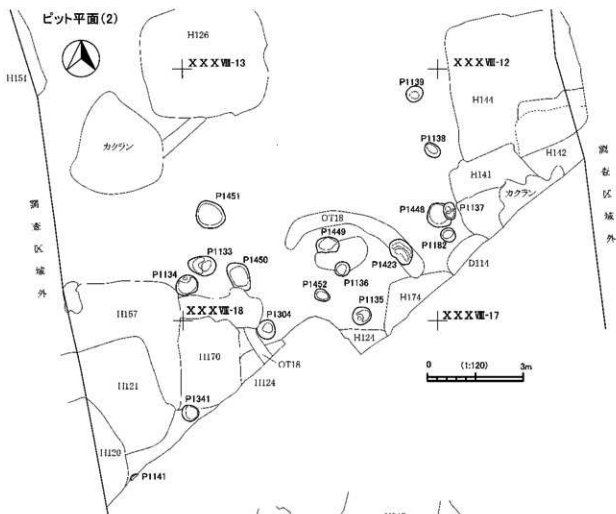 ピット平面(2)
H126
H151
XXXⅧ-13
XXXⅧ-12
P1139
H144
カクラン
P1138
H142
H141
調査区域外
カクラン
調査区域外
P1451
P1448
P1137
OT18
P1449
P1182
P1423
D114
P1133
P1450
P1134
P1136
P1452
H174
P1135
XXXⅧ-18
XXXⅧ-17
H157
P1304
H124
H170
OT18
H124
0 (1:120) 3m
H121
P1341
H120
P1141